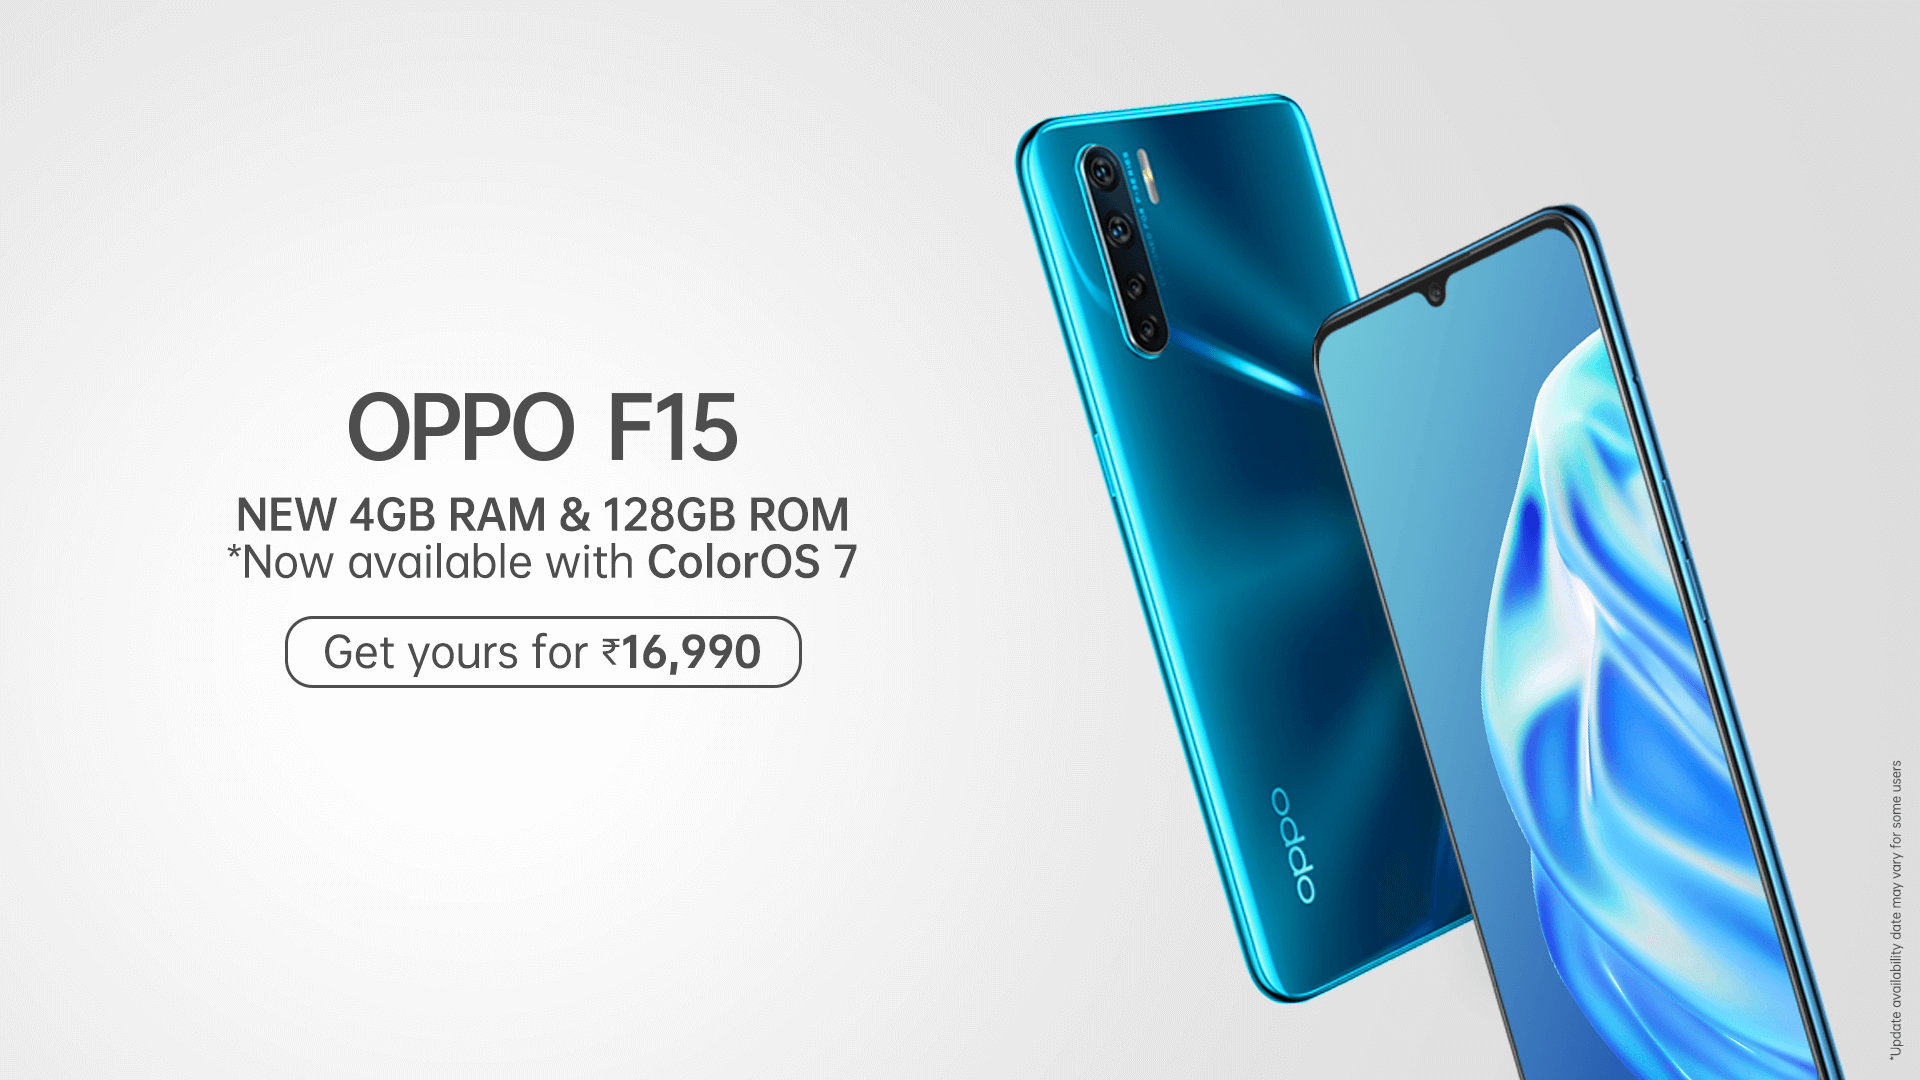 OPPO F15
NEW 4GB RAM & 128GB ROM
*Now available with ColorOS 7
Get yours for ₹16,990
oppo
*Update availability date may vary for some users